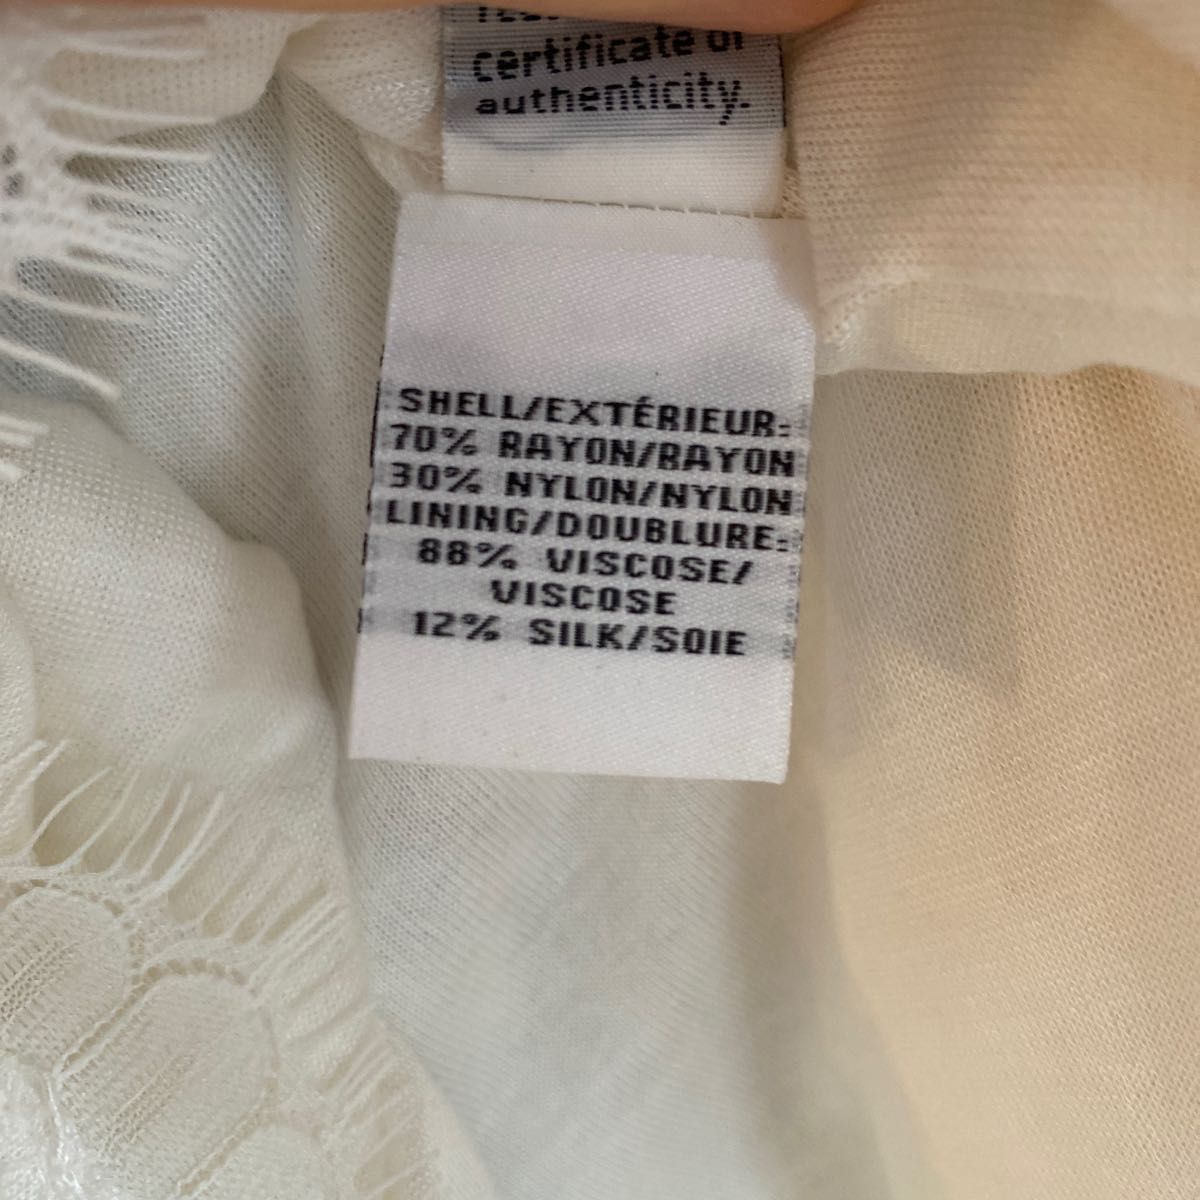 certificate of
authenticity.
SHELL/EXTÉRIEUR:
70% RAYON/RAYON
30% NYLON/NYLON
LINING/DOUBLURE:
88% VISCOSE/
VISCOSE
12% SILK/SOIE